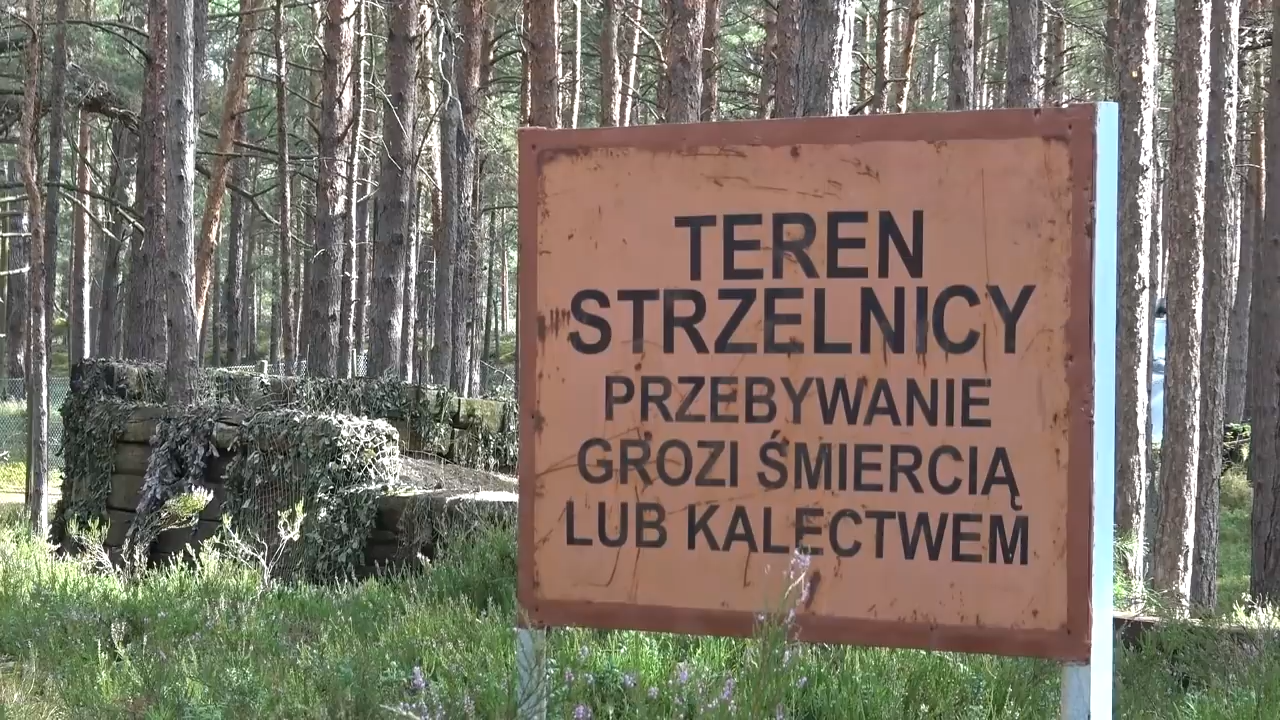 TEREN
STRZELNICY
PRZEBYWANIE
GROZI ŚMIERCIĄ
LUB KALECTWEM